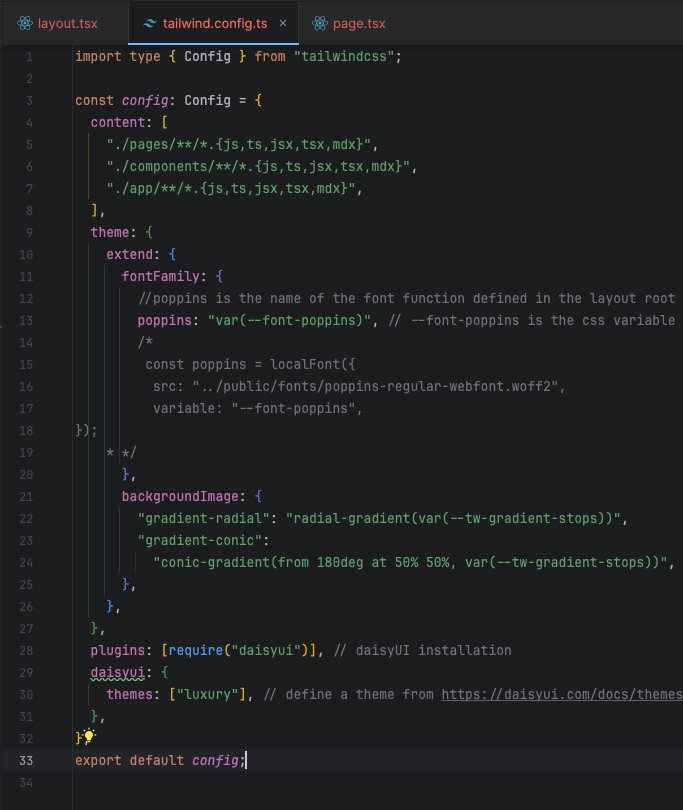 layout.tsx tailwind.config.ts page.tsx
1 import type { Config } from "tailwindcss";
2
3 const config: Config = {
4 content: [
5 "./pages/**/*.{js,ts,jsx,tsx,mdx}",
6 "./components/**/*.{js,ts,jsx,tsx,mdx}",
7 "./app/**/*.{js,ts,jsx,tsx,mdx}",
8 ],
9 theme: {
10 extend: {
11 fontFamily: {
12 //poppins is the name of the font function defined in the layout root
13 poppins: "var(--font-poppins)", // --font-poppins is the css variable
14 /*
15 const poppins = localFont({
16 src: "../public/fonts/poppins-regular-webfont.woff2",
17 variable: "--font-poppins",
18 });
19 * */
20 },
21 backgroundImage: {
22 "gradient-radial": "radial-gradient(var(--tw-gradient-stops))",
23 "gradient-conic":
24 "conic-gradient(from 180deg at 50% 50%, var(--tw-gradient-stops))",
25 },
26 },
27 },
28 plugins: [require("daisyui")], // daisyUI installation
29 daisyui: {
30 themes: ["luxury"], // define a theme from https://daisyui.com/docs/themes
31 },
32 };
33 export default config;
34